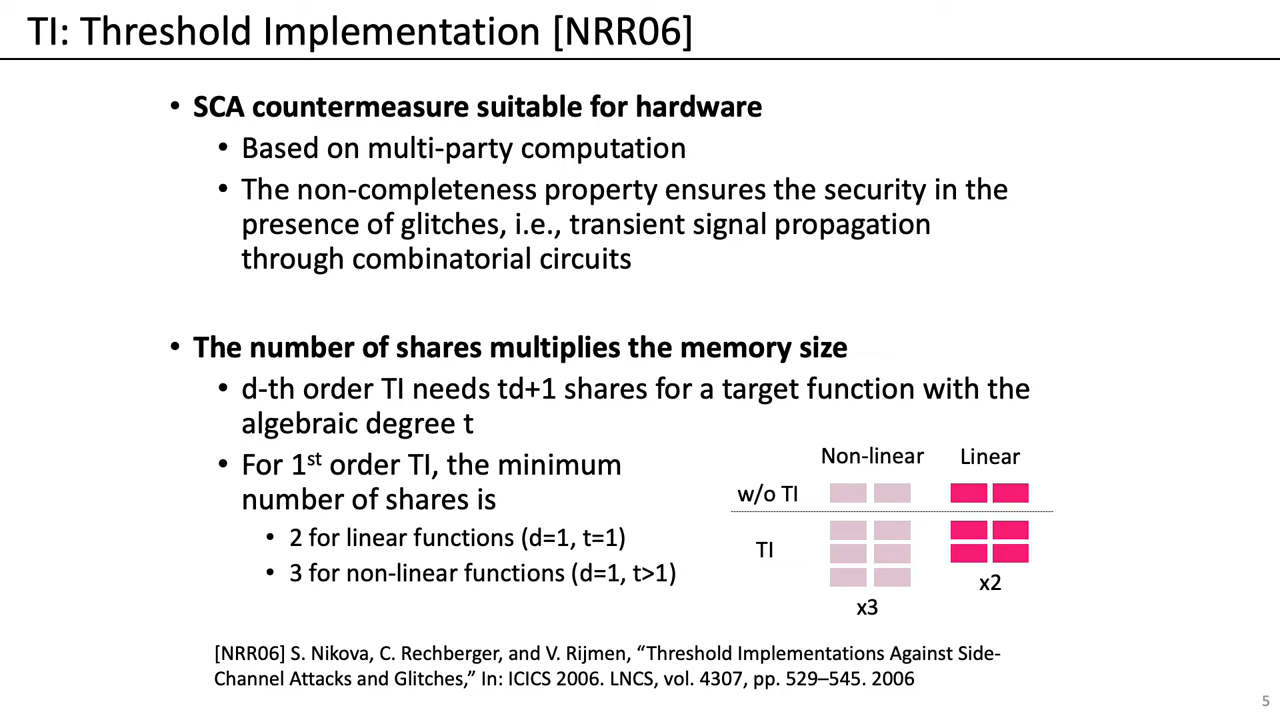 TI: Threshold Implementation [NRR06]
• SCA countermeasure suitable for hardware
• Based on multi-party computation
• The non-completeness property ensures the security in the
presence of glitches, i.e., transient signal propagation
through combinatorial circuits
• The number of shares multiplies the memory size
• d-th order TI needs td+1 shares for a target function with the
algebraic degree t
• For 1st order TI, the minimum
number of shares is
• 2 for linear functions (d=1, t=1)
• 3 for non-linear functions (d=1, t>1)
Non-linear Linear
w/o TI
TI
x2
x3
[NRR06] S. Nikova, C. Rechberger, and V. Rijmen, “Threshold Implementations Against Side-
Channel Attacks and Glitches,” In: ICICS 2006. LNCS, vol. 4307, pp. 529–545. 2006
5